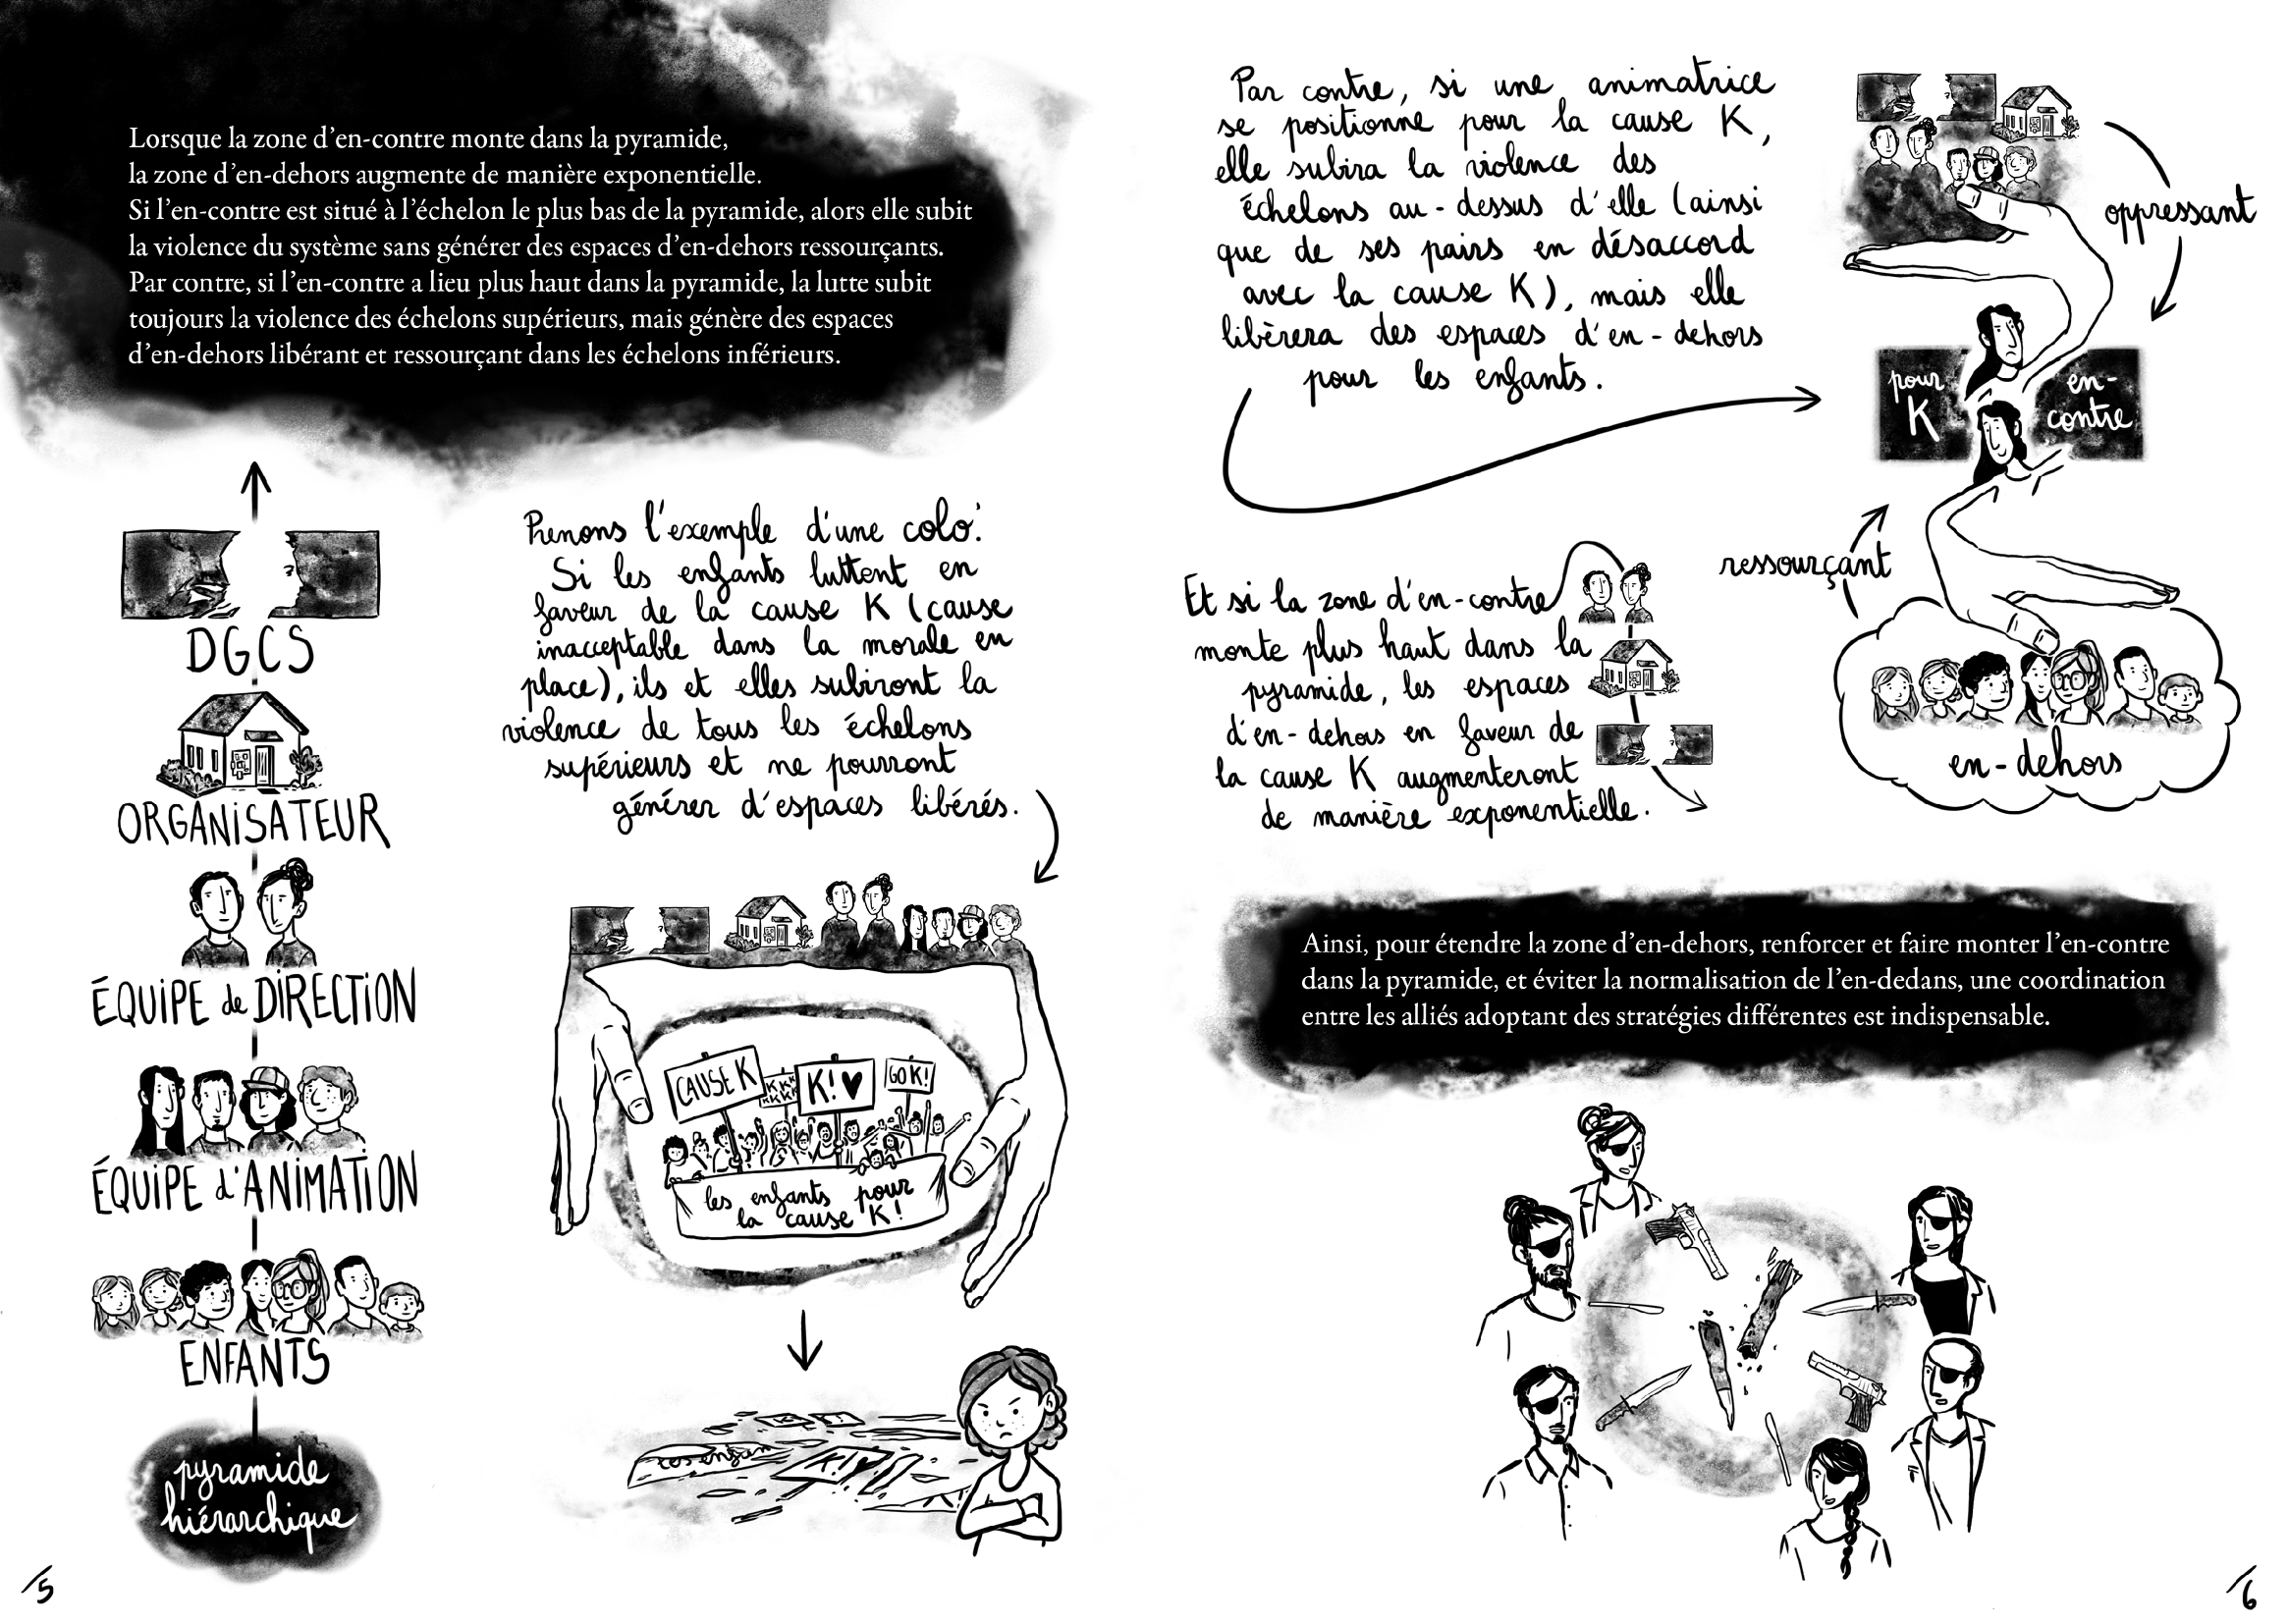 Lorsque la zone d'en-contre monte dans la pyramide,
la zone d'en-dehors augmente de manière exponentielle.
Si l'en-contre est situé à l'échelon le plus bas de la pyramide, alors elle subit
la violence du système sans générer des espaces d'en-dehors ressourçants.
Par contre, si l'en-contre a lieu plus haut dans la pyramide, la lutte subit
toujours la violence des échelons supérieurs, mais génère des espaces
d'en-dehors libérant et ressourçant dans les échelons inférieurs.
DGCS
ORGANISATEUR
ÉQUIPE de DIRECTION
ÉQUIPE d'ANIMATION
ENFANTS
pyramide
hiérarchique
Prenons l'exemple d'une colo:
Si les enfants luttent en
faveur de la cause K (cause
inacceptable dans la morale en
place), ils et elles subiront la
violence de tous les échelons
supérieurs et ne pourront
générer d'espaces libérés.
CAUSE K
K!♥
GO K!
les enfants pour
la cause K!
Les enfan
K!
5
Par contre, si une animatrice
se positionne pour la cause K,
elle subira la violence des
échelons au-dessus d'elle (ainsi
que de ses pairs en désaccord
avec la cause K), mais elle
libèrera des espaces d'en-dehors
pour les enfants.
oppressant
pour
K
en-
contre
ressourçant
en-dehors
Et si la zone d'en-contre
monte plus haut dans la
pyramide, les espaces
d'en-dehors en faveur de
la cause K augmenteront
de manière exponentielle.
Ainsi, pour étendre la zone d'en-dehors, renforcer et faire monter l'en-contre
dans la pyramide, et éviter la normalisation de l'en-dedans, une coordination
entre les alliés adoptant des stratégies différentes est indispensable.
6